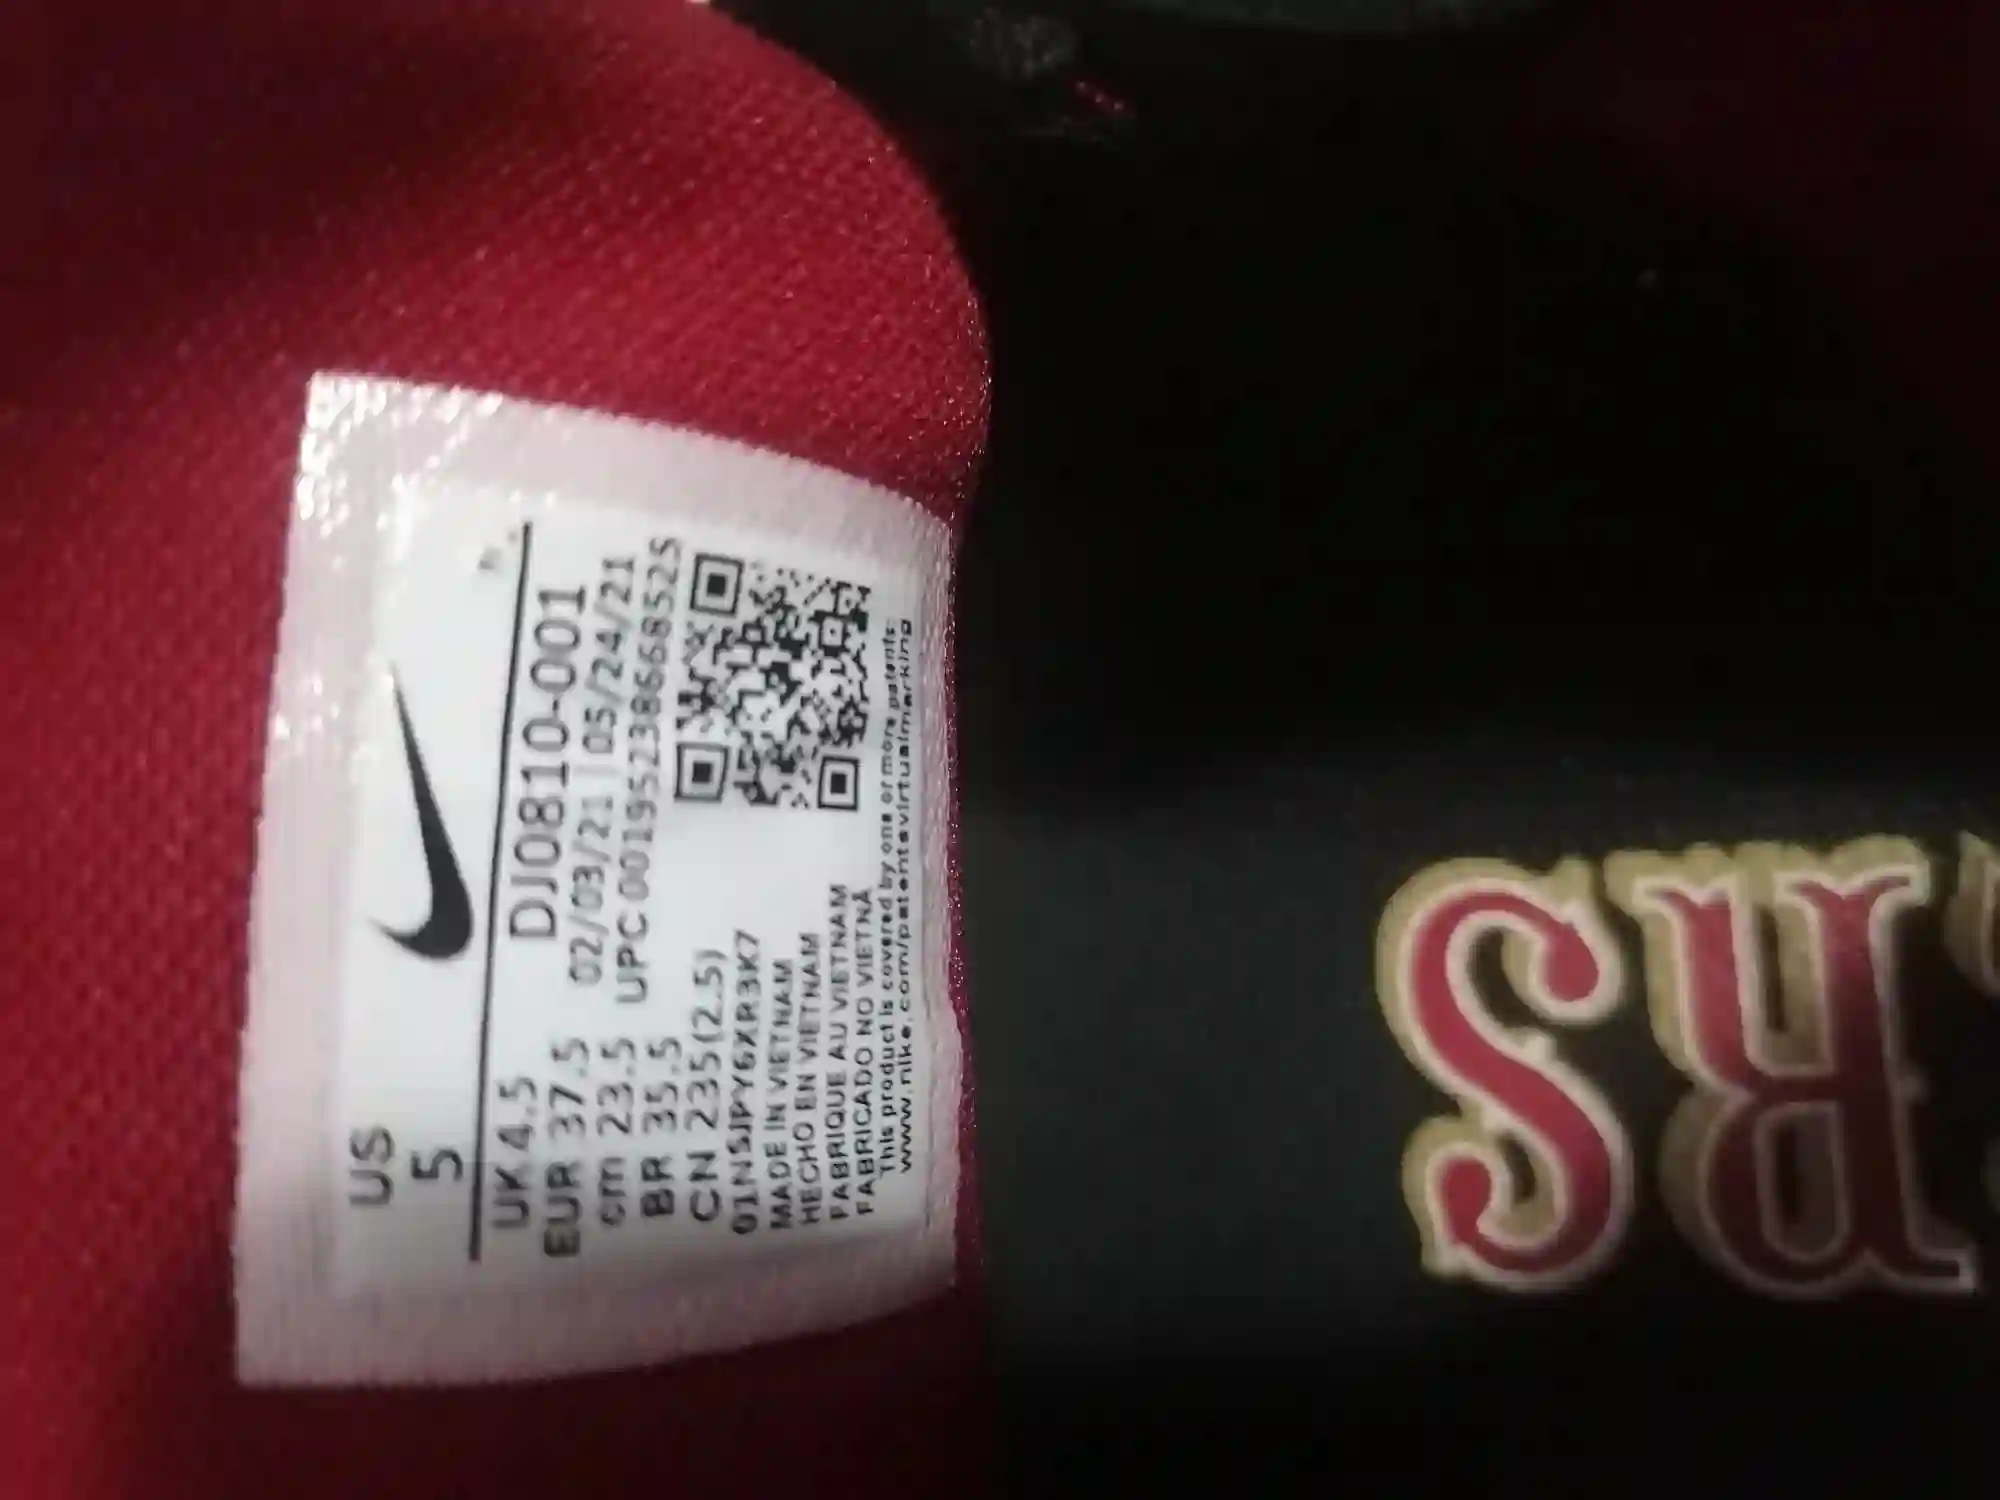 US
5
UK 4.5
EUR 37.5
cm 23.5
BR 35.5
CN 235(2.5)
DJ0810-001
02/03/21 | 05/24/21
UPC 00195238668525
01NSJPY6XR3K7
MADE IN VIETNAM
HECHO EN VIETNAM
FABRIQUE AU VIETNAM
FABRICADO NO VIETNÃ
This product is covered by one or more patents:
www.nike.com/patentsvirtualmarking
RS